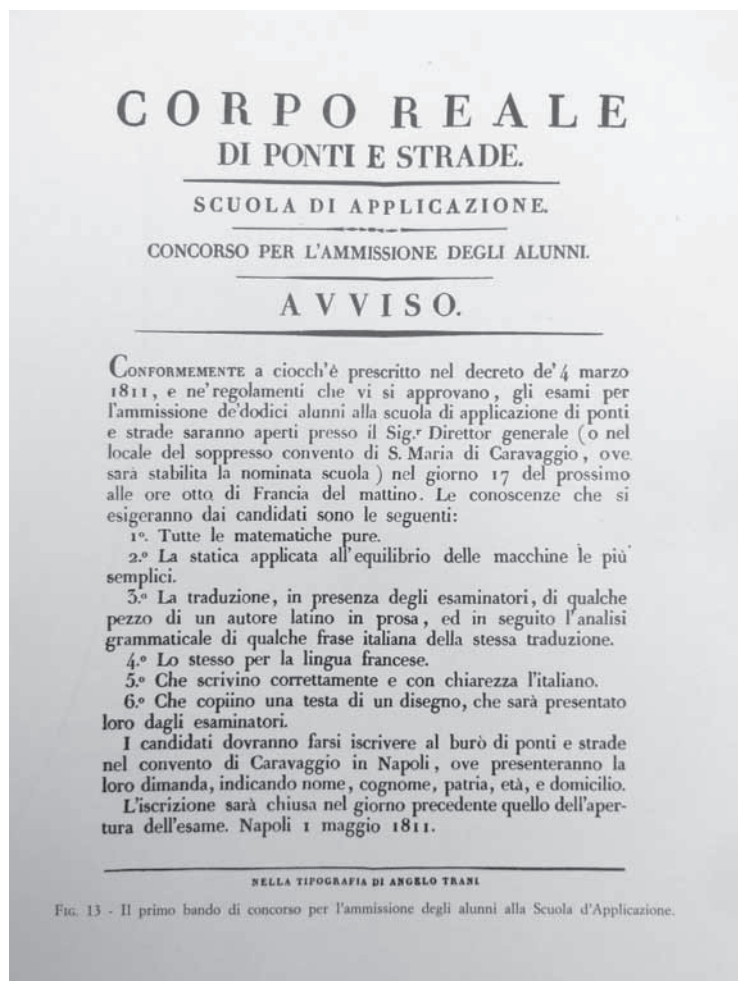 CORPO REALE
DI PONTI E STRADE.
SCUOLA DI APPLICAZIONE.
CONCORSO PER L'AMMISSIONE DEGLI ALUNNI.
AVVISO.
CONFORMEMENTE a ciocch'è prescritto nel decreto de' 4 marzo
1811, e ne' regolamenti che vi si approvano, gli esami per
l'ammissione de' dodici alunni alla scuola di applicazione di ponti
e strade saranno aperti presso il Sig.r Direttor generale (o nel
locale del soppresso convento di S. Maria di Caravaggio, ove
sarà stabilita la nominata scuola) nel giorno 17 del prossimo
alle ore otto di Francia del mattino. Le conoscenze che si
esigeranno dai candidati sono le seguenti:
1º. Tutte le matematiche pure.
2.º La statica applicata all'equilibrio delle macchine le più
semplici.
3.º La traduzione, in presenza degli esaminatori, di qualche
pezzo di un autore latino in prosa, ed in seguito l'analisi
grammaticale di qualche frase italiana della stessa traduzione.
4.º Lo stesso per la lingua francese.
5.º Che scrivino correttamente e con chiarezza l'italiano.
6.º Che copiino una testa di un disegno, che sarà presentato
loro dagli esaminatori.
I candidati dovranno farsi iscrivere al burò di ponti e strade
nel convento di Caravaggio in Napoli, ove presenteranno la
loro dimanda, indicando nome, cognome, patria, età, e domicilio.
L'iscrizione sarà chiusa nel giorno precedente quello dell'aper-
tura dell'esame. Napoli 1 maggio 1811.
NELLA TIPOGRAFIA DI ANGELO TRANI
FIG. 13 - Il primo bando di concorso per l'ammissione degli alunni alla Scuola d'Applicazione.